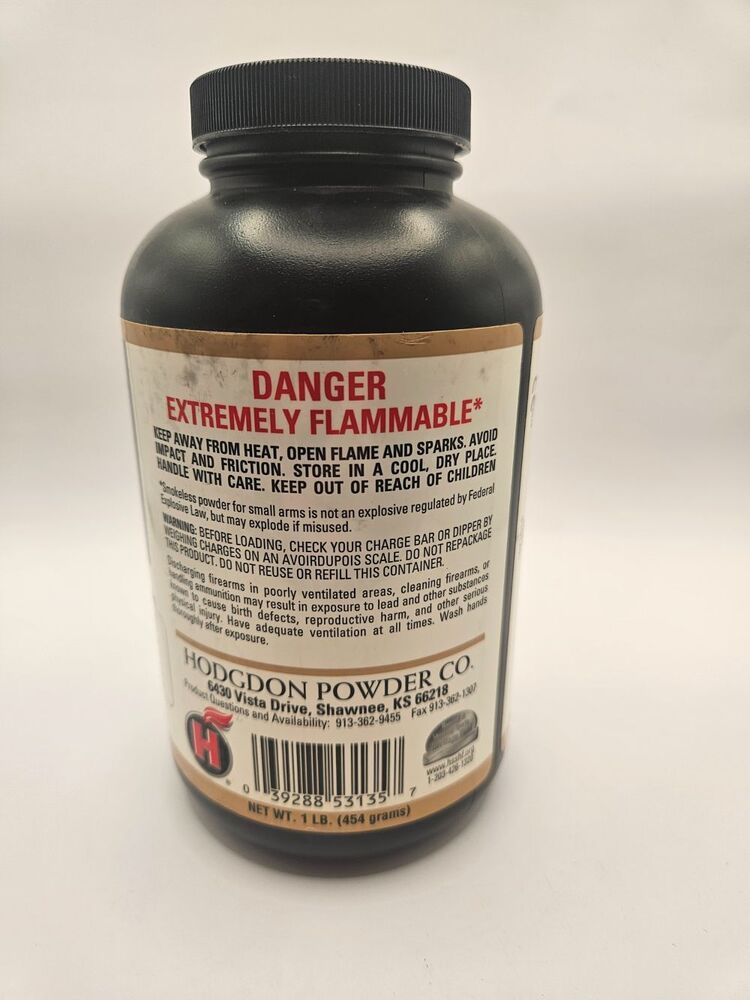 DANGER
EXTREMELY FLAMMABLE*
KEEP AWAY FROM HEAT, OPEN FLAME AND SPARKS. AVOID
IMPACT AND FRICTION. STORE IN A COOL, DRY PLACE.
HANDLE WITH CARE. KEEP OUT OF REACH OF CHILDREN
*Smokeless powder for small arms is not an explosive regulated by Federal
Explosive Law, but may explode if misused.
WARNING: BEFORE LOADING, CHECK YOUR CHARGE BAR OR DIPPER BY
WEIGHING CHARGES ON AN AVOIRDUPOIS SCALE. DO NOT REPACKAGE
THIS PRODUCT. DO NOT REUSE OR REFILL THIS CONTAINER.
Discharging firearms in poorly ventilated areas, cleaning firearms, or
handling ammunition may result in exposure to lead and other substances
known to cause birth defects, reproductive harm, and other serious
physical injury. Have adequate ventilation at all times. Wash hands
thoroughly after exposure.
HODGDON POWDER CO.
6430 Vista Drive, Shawnee, KS 66218
Product Questions and Availability: 913-362-9455 Fax 913-362-1307
H
®
www.hsshf.org
1-203-426-1320
0 39288 53135 7
NET WT. 1 LB. (454 grams)